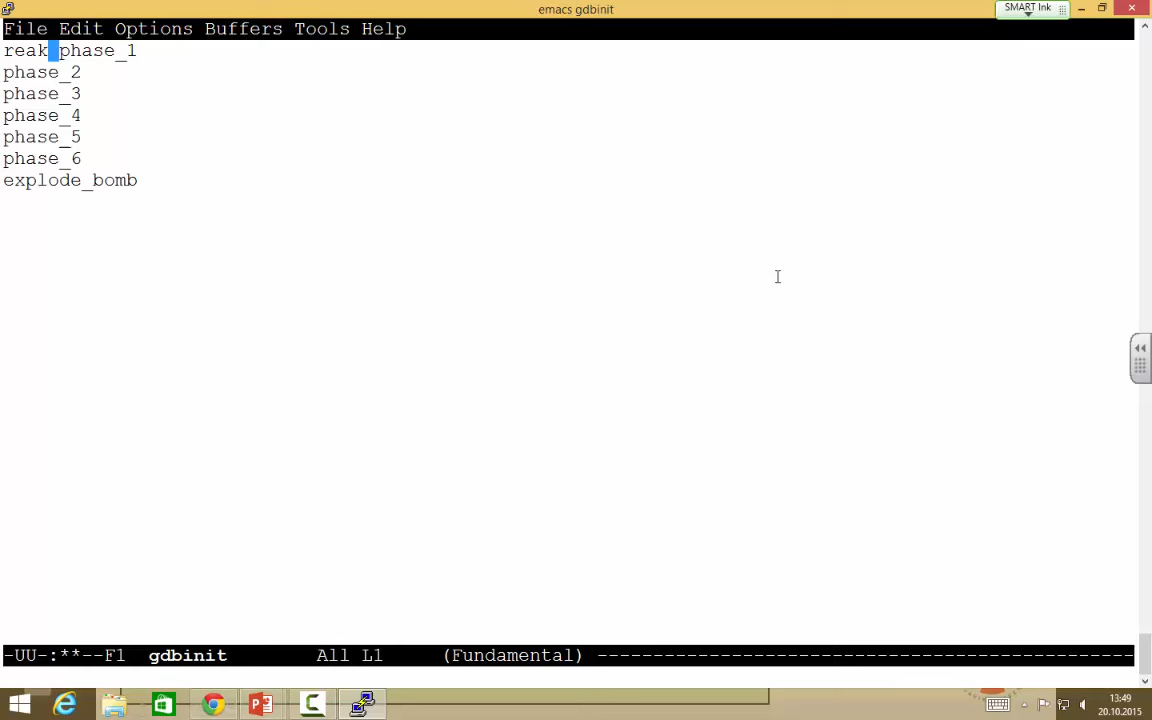 emacs gdbinit
SMART Ink
File Edit Options Buffers Tools Help
reak phase_1
phase_2
phase_3
phase_4
phase_5
phase_6
explode_bomb
-UU-:**--F1 gdbinit All L1 (Fundamental) ------------------------------------------------------------
13:49
20.10.2015